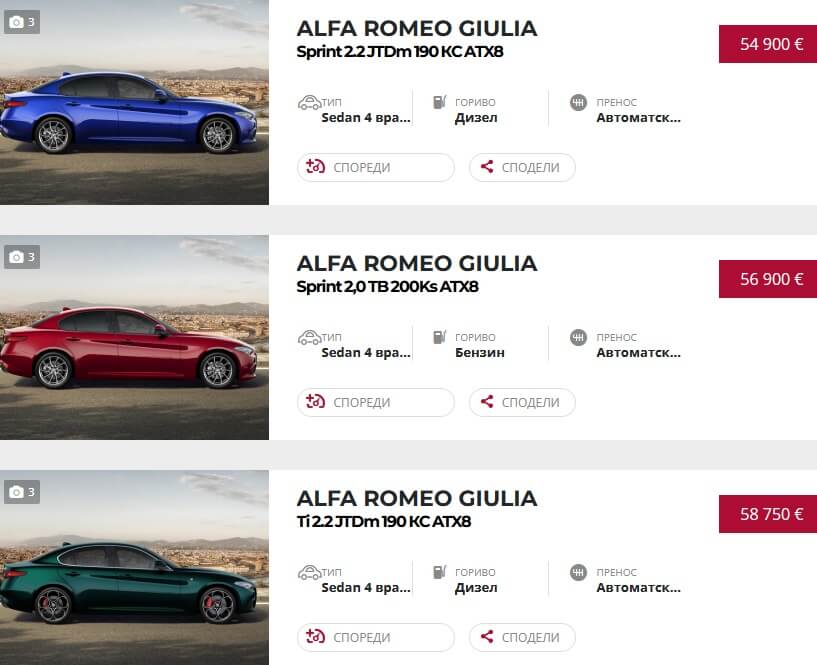 3
ALFA ROMEO GIULIA
Sprint 2.2 JTDm 190 КС ATX8
54 900 €
ТИП
Sedan 4 вра...
ГОРИВО
Дизел
ПРЕНОС
Автоматск...
СПОРЕДИ
СПОДЕЛИ
3
ALFA ROMEO GIULIA
Sprint 2,0 TB 200Ks ATX8
56 900 €
ТИП
Sedan 4 вра...
ГОРИВО
Бензин
ПРЕНОС
Автоматск...
СПОРЕДИ
СПОДЕЛИ
3
ALFA ROMEO GIULIA
Ti 2.2 JTDm 190 КС ATX8
58 750 €
ТИП
Sedan 4 вра...
ГОРИВО
Дизел
ПРЕНОС
Автоматск...
СПОРЕДИ
СПОДЕЛИ